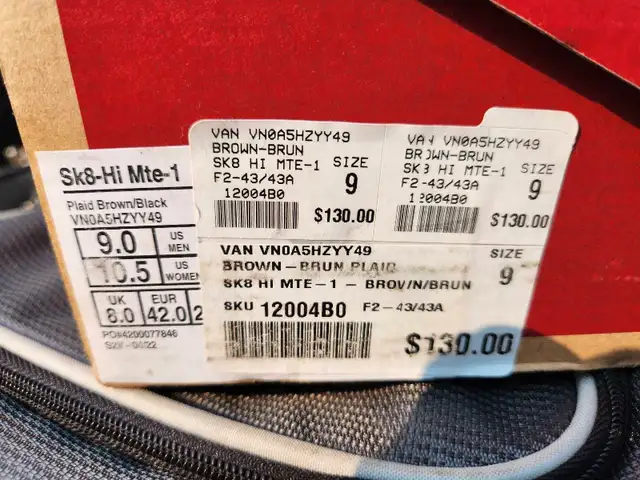 Sk8-Hi Mte-1
Plaid Brown/Black
VN0A5HZYY49
9.0 US MEN
10.5 US WOMEN
UK EUR
8.0 42.0 2
PO#4200077846
VAN VN0A5HZYY49
BROWN-BRUN
SK8 HI MTE-1 SIZE
F2-43/43A 9
12004B0
$130.00
VAN VN0A5HZYY49
BROWN-BRUN
SK8 HI MTE-1 SIZE
F2-43/43A 9
12004B0
$130.00
VAN VN0A5HZYY49 SIZE
BROWN-BRUN PLAID 9
SK8 HI MTE-1 - BROWN/BRUN
SKU 12004B0 F2-43/43A
$130.00